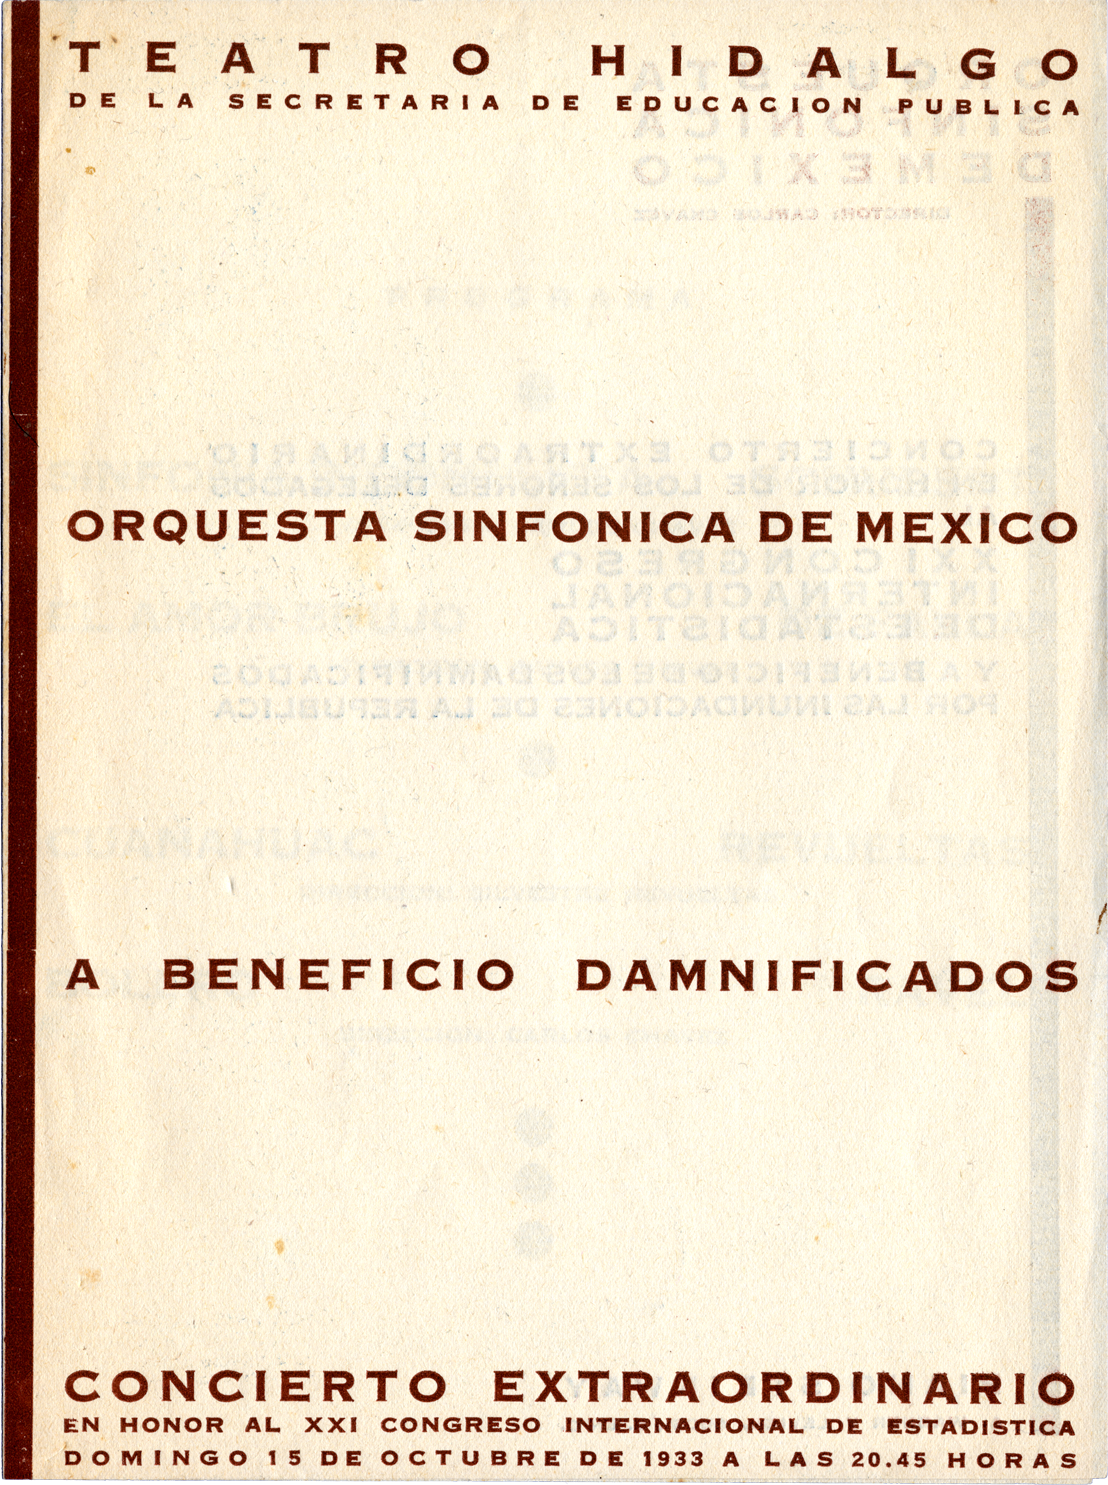 TEATRO HIDALGO
DE LA SECRETARIA DE EDUCACION PUBLICA
ORQUESTA SINFONICA DE MEXICO
A BENEFICIO DAMNIFICADOS
CONCIERTO EXTRAORDINARIO
EN HONOR AL XXI CONGRESO INTERNACIONAL DE ESTADISTICA
DOMINGO 15 DE OCTUBRE DE 1933 A LAS 20.45 HORAS